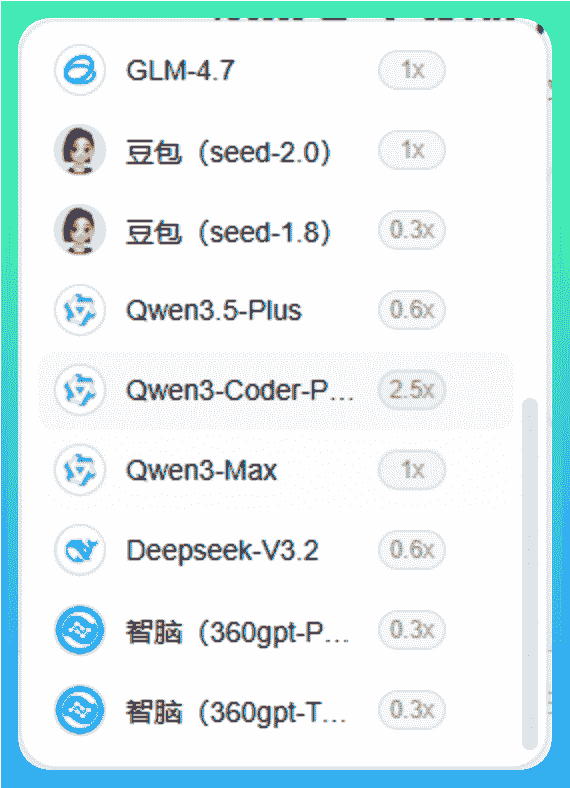 GLM-4.7 1x
豆包（seed-2.0） 1x
豆包（seed-1.8） 0.3x
Qwen3.5-Plus 0.6x
Qwen3-Coder-P... 2.5x
Qwen3-Max 1x
Deepseek-V3.2 0.6x
智脑（360gpt-P... 0.3x
智脑（360gpt-T... 0.3x